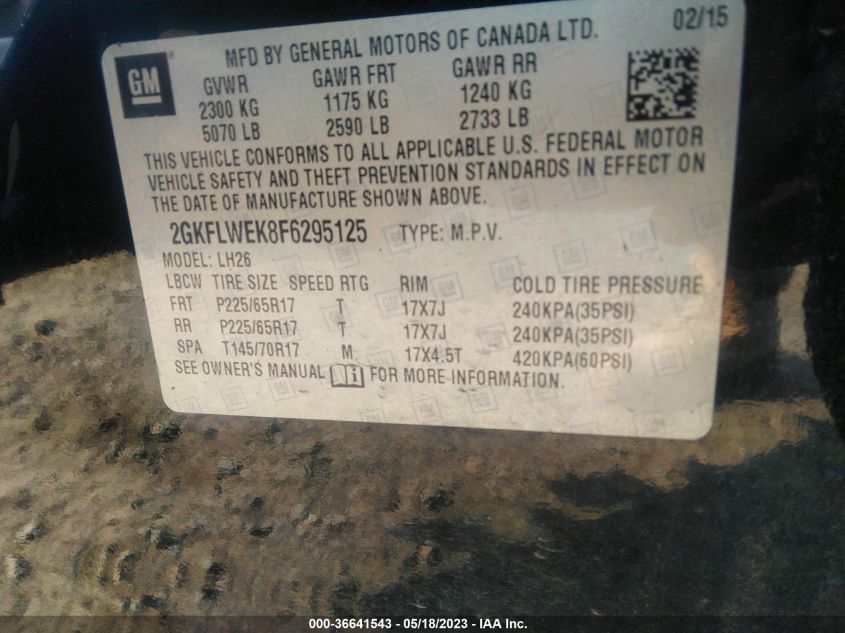 GM
MFD BY GENERAL MOTORS OF CANADA LTD. 02/15
GVWR GAWR FRT GAWR RR
2300 KG 1175 KG 1240 KG
5070 LB 2590 LB 2733 LB
THIS VEHICLE CONFORMS TO ALL APPLICABLE U.S. FEDERAL MOTOR
VEHICLE SAFETY AND THEFT PREVENTION STANDARDS IN EFFECT ON
THE DATE OF MANUFACTURE SHOWN ABOVE.
2GKFLWEK8F6295125 TYPE: M.P.V.
MODEL: LH26
LBCW TIRE SIZE SPEED RTG RIM COLD TIRE PRESSURE
FRT P225/65R17 T 17X7J 240KPA(35PSI)
RR P225/65R17 T 17X7J 240KPA(35PSI)
SPA T145/70R17 M 17X4.5T 420KPA(60PSI)
SEE OWNER'S MANUAL FOR MORE INFORMATION.
000-36641543 - 05/18/2023 - IAA Inc.